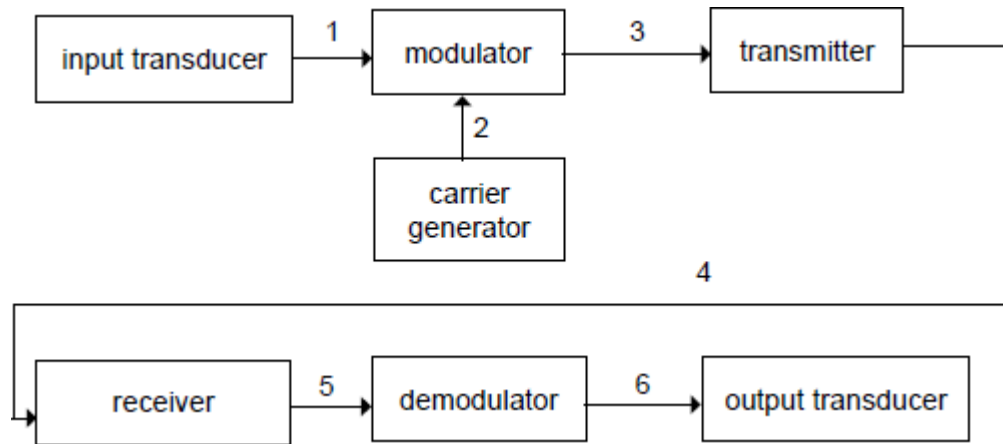 1
3
input transducer
modulator
transmitter
2
carrier
generator
4
5
6
receiver
demodulator
output transducer